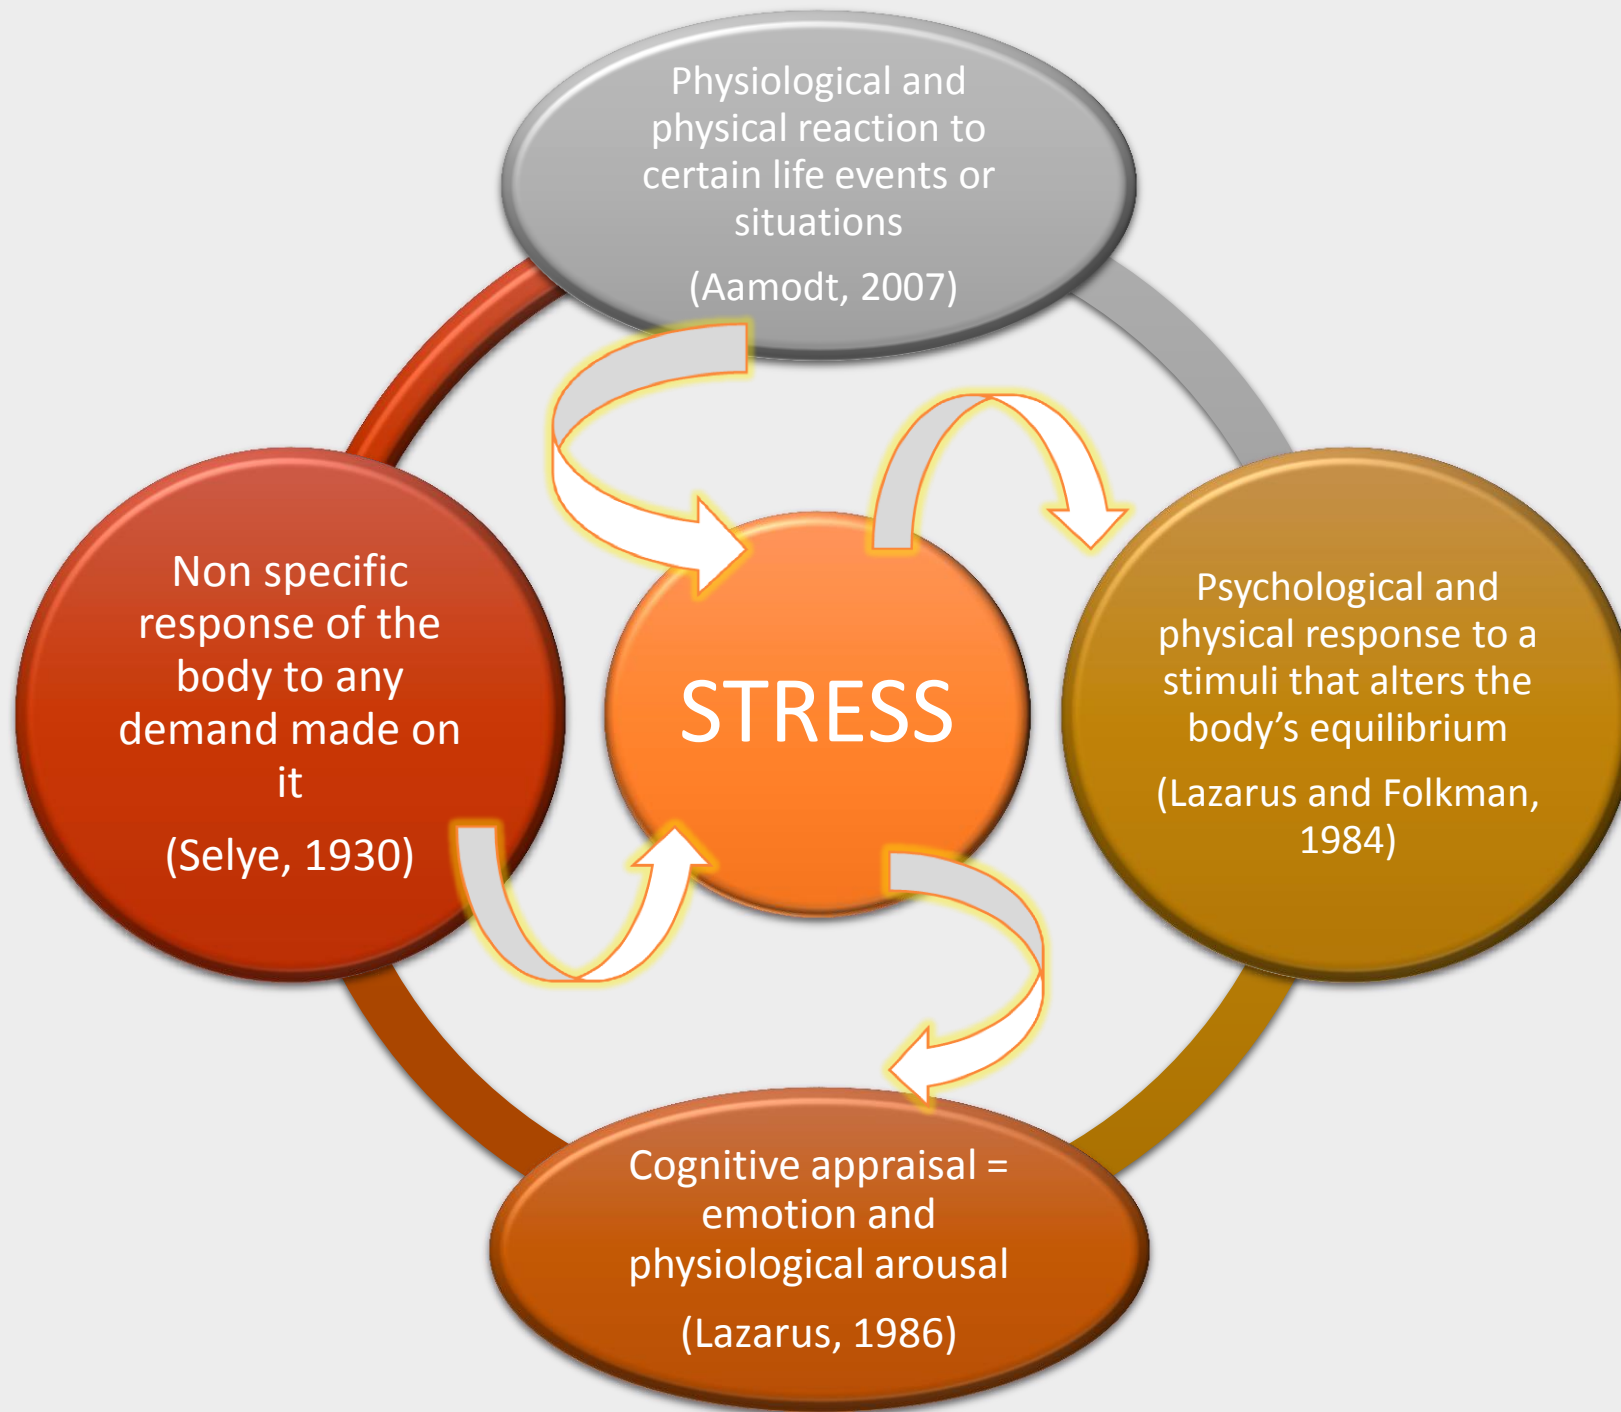 Physiological and
physical reaction to
certain life events or
situations
(Aamodt, 2007)
Non specific
response of the
body to any
demand made on
it
(Selye, 1930)
STRESS
Psychological and
physical response to a
stimuli that alters the
body’s equilibrium
(Lazarus and Folkman,
1984)
Cognitive appraisal =
emotion and
physiological arousal
(Lazarus, 1986)